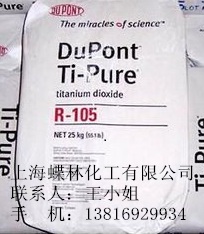 DUPONT
The miracles of science™
DuPont
Ti-Pure®
titanium dioxide
R-105
NET 25 kg (55.1 lb)
上海蝶林化工有限公司
联系人：王小姐
手 机：13816929934